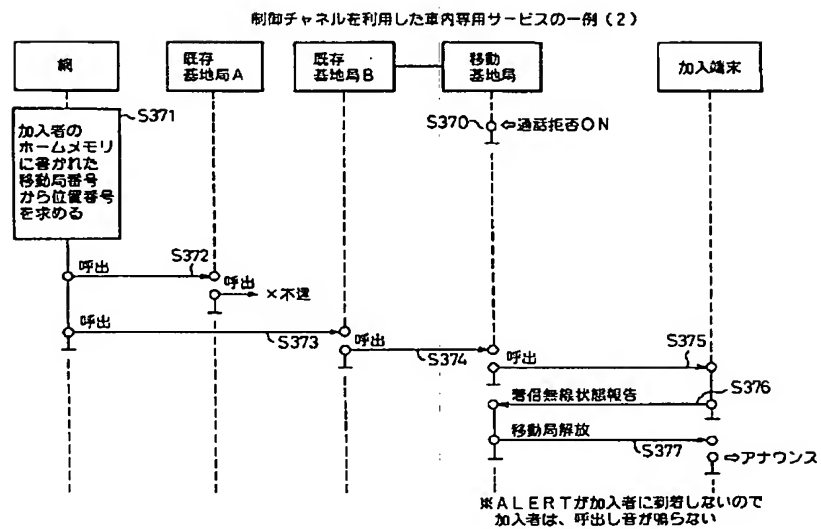 制御チャネルを利用した車内専用サービスの一例(2)
網
既存
基地局A
既存
基地局B
移動
基地局
加入端末
S371
加入者の
ホームメモリ
に書かれた
移動局番号
から位置番号
を求める
S370
⇦通話拒否ON
呼出
S372
呼出
×不達
呼出
S373
呼出
S374
呼出
S375
着信無線状態報告
S376
移動局解放
S377
⇨アナウンス
※ALERTが加入者に到着しないので
加入者は、呼出し音が鳴らない